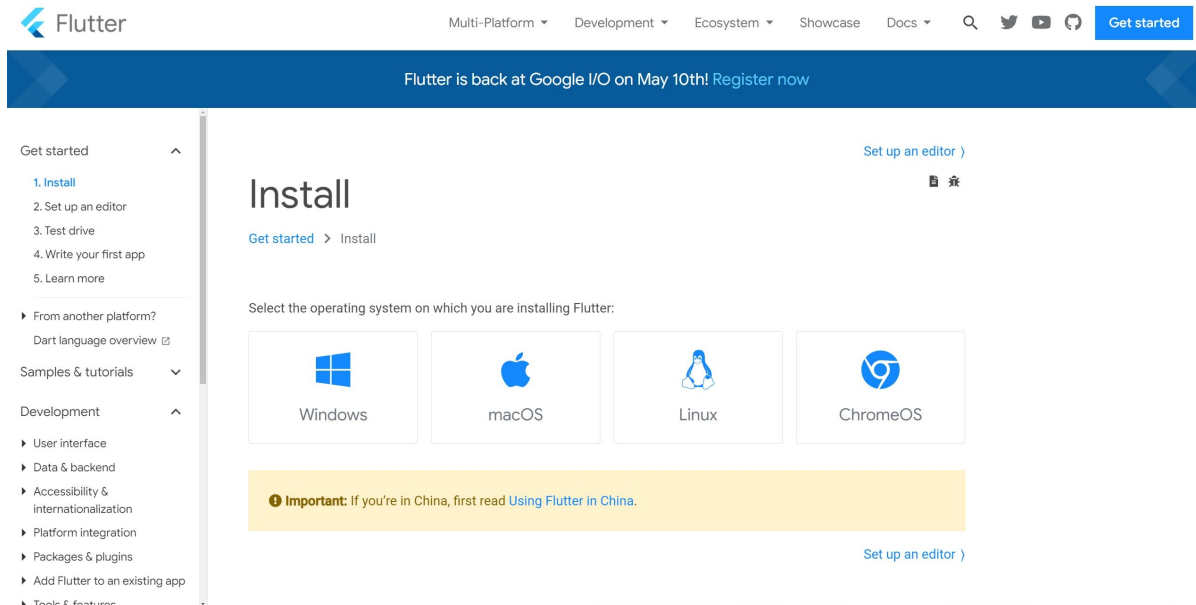 Flutter
Multi-Platform
Development
Ecosystem
Showcase
Docs
Get started
Flutter is back at Google I/O on May 10th! Register now
Get started
1. Install
2. Set up an editor
3. Test drive
4. Write your first app
5. Learn more
From another platform?
Dart language overview
Samples & tutorials
Development
User interface
Data & backend
Accessibility &
internationalization
Platform integration
Packages & plugins
Add Flutter to an existing app
Tools & features
Set up an editor
Install
Get started > Install
Select the operating system on which you are installing Flutter:
Windows
macOS
Linux
ChromeOS
Important: If you're in China, first read Using Flutter in China.
Set up an editor